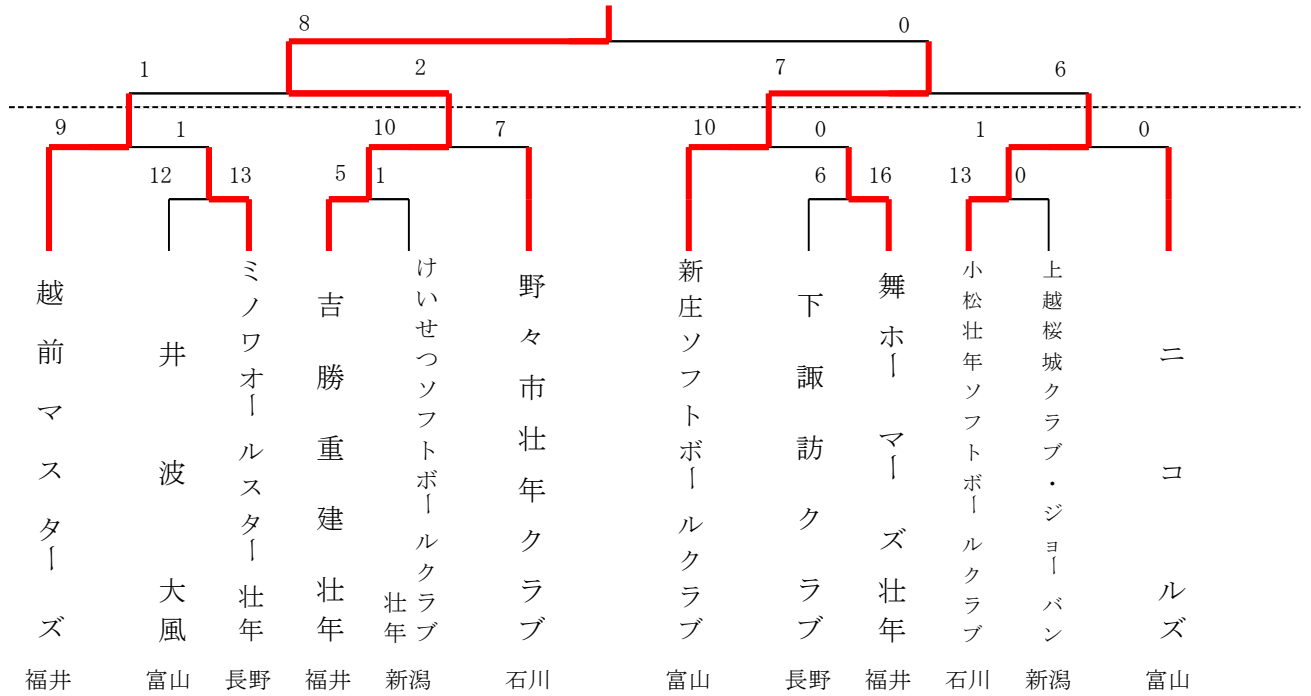 8 0
1 2 7 6
9 1 10 7 10 0 1 0
12 13 5 1 6 16 13 0
越前マスターズ
井波大風
ミノワオールスター壮年
吉勝重建壮年
けいせつソフトボールクラブ
壮年
野々市壮年クラブ
新庄ソフトボールクラブ
下諏訪クラブ
舞ホーマーズ壮年
小松壮年ソフトボールクラブ
上越桜城クラブ・ジョーバン
ニコルズ
福井 富山 長野 福井 新潟 石川 富山 長野 福井 石川 新潟 富山